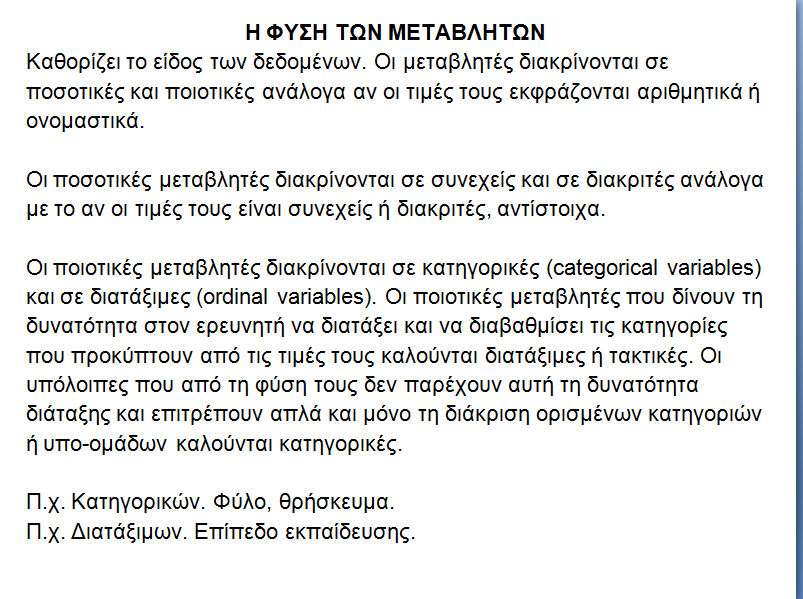 Η ΦΥΣΗ ΤΩΝ ΜΕΤΑΒΛΗΤΩΝ
Καθορίζει το είδος των δεδομένων. Οι μεταβλητές διακρίνονται σε
ποσοτικές και ποιοτικές ανάλογα αν οι τιμές τους εκφράζονται αριθμητικά ή
ονομαστικά.
Οι ποσοτικές μεταβλητές διακρίνονται σε συνεχείς και σε διακριτές ανάλογα
με το αν οι τιμές τους είναι συνεχείς ή διακριτές, αντίστοιχα.
Οι ποιοτικές μεταβλητές διακρίνονται σε κατηγορικές (categorical variables)
και σε διατάξιμες (ordinal variables). Οι ποιοτικές μεταβλητές που δίνουν τη
δυνατότητα στον ερευνητή να διατάξει και να διαβαθμίσει τις κατηγορίες
που προκύπτουν από τις τιμές τους καλούνται διατάξιμες ή τακτικές. Οι
υπόλοιπες που από τη φύση τους δεν παρέχουν αυτή τη δυνατότητα
διάταξης και επιτρέπουν απλά και μόνο τη διάκριση ορισμένων κατηγοριών
ή υπο-ομάδων καλούνται κατηγορικές.
Π.χ. Κατηγορικών. Φύλο, θρήσκευμα.
Π.χ. Διατάξιμων. Επίπεδο εκπαίδευσης.